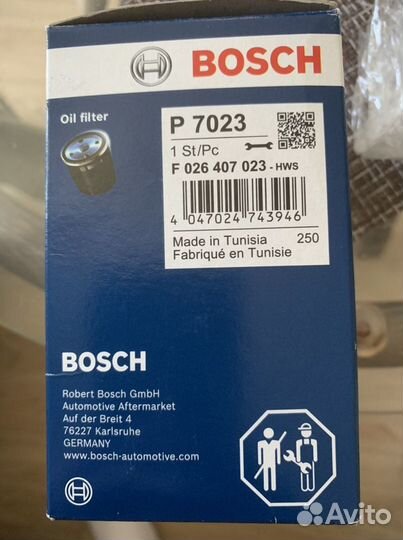 BOSCH
Oil filter
P 7023
1 St/Pc
F 026 407 023 - HWS
4 047024 743946
Made in Tunisia 250
Fabriqué en Tunisie
BOSCH
Robert Bosch GmbH
Automotive Aftermarket
Auf der Breit 4
76227 Karlsruhe
GERMANY
www.bosch-automotive.com
Avito